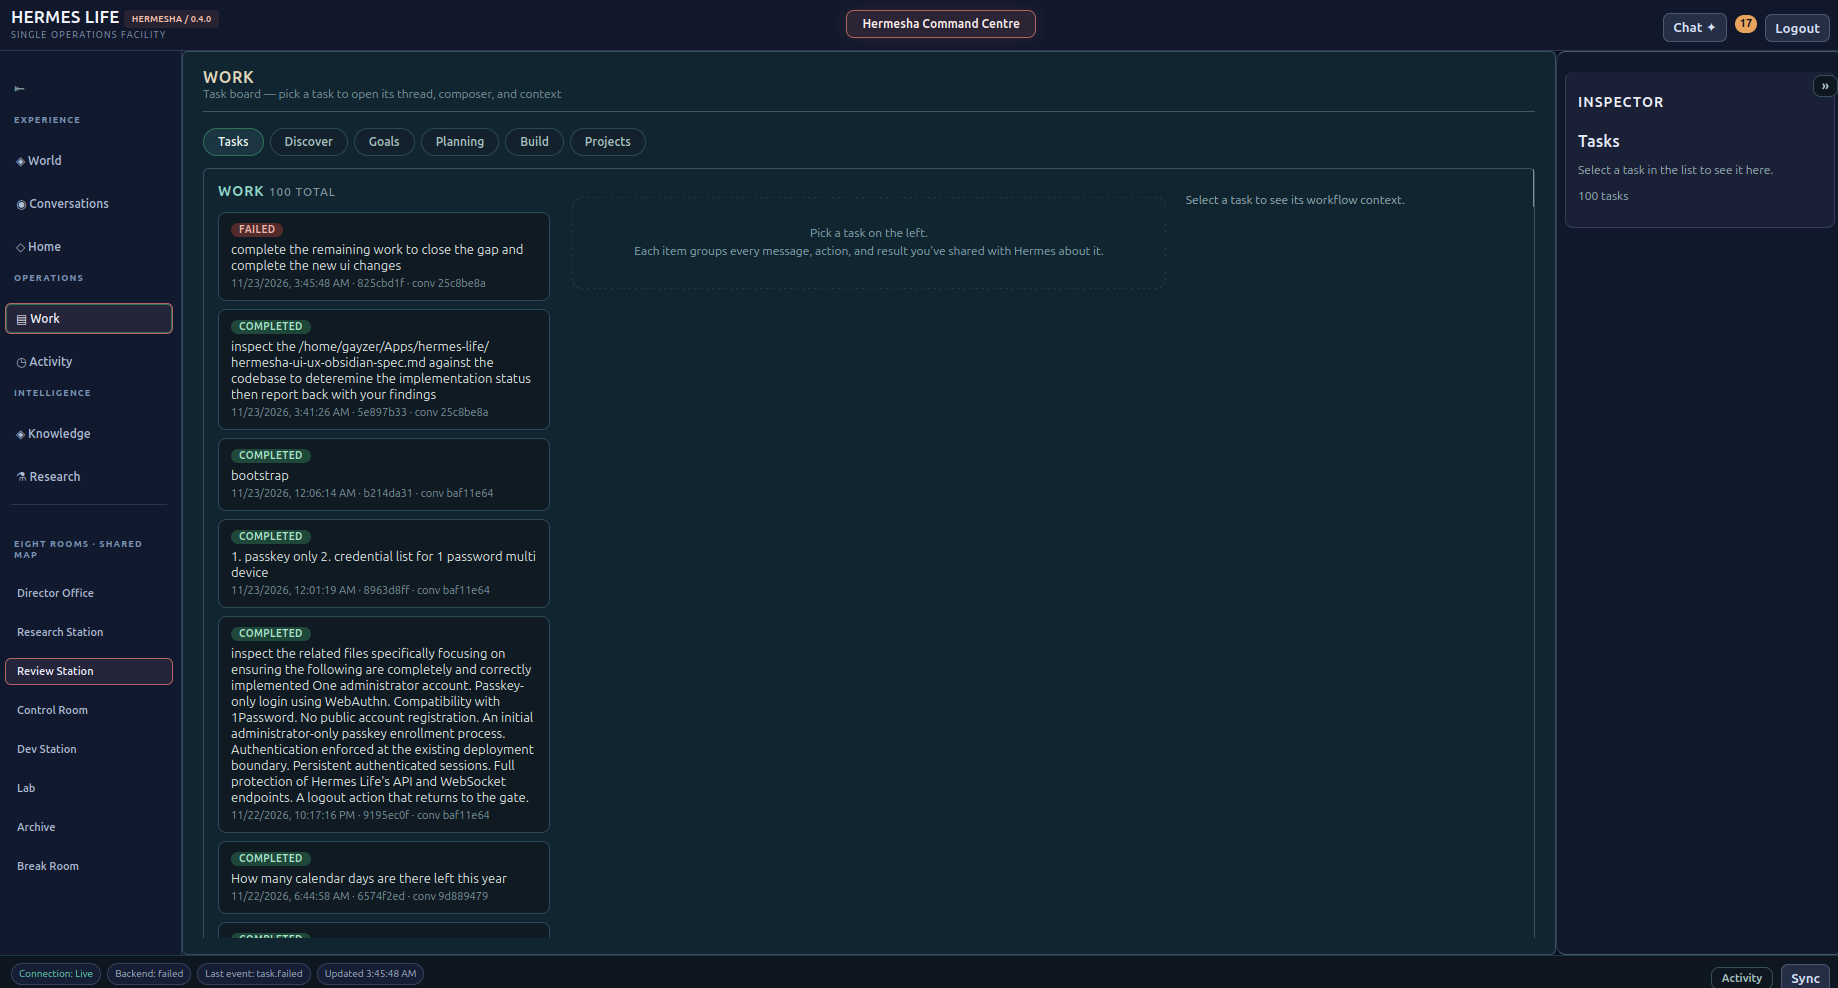 HERMES LIFE
HERMESHA / 0.4.0
SINGLE OPERATIONS FACILITY
Hermesha Command Centre
Chat ✦
17
Logout
⇤
EXPERIENCE
◈ World
◉ Conversations
◇ Home
OPERATIONS
▤ Work
◷ Activity
INTELLIGENCE
◈ Knowledge
⚗ Research
EIGHT ROOMS · SHARED
MAP
Director Office
Research Station
Review Station
Control Room
Dev Station
Lab
Archive
Break Room
WORK
Task board — pick a task to open its thread, composer, and context
Tasks
Discover
Goals
Planning
Build
Projects
WORK 100 TOTAL
FAILED
complete the remaining work to close the gap and
complete the new ui changes
11/23/2026, 3:45:48 AM · 825cbd1f · conv 25c8be8a
COMPLETED
inspect the /home/gayzer/Apps/hermes-life/
hermesha-ui-ux-obsidian-spec.md against the
codebase to deteremine the implementation status
then report back with your findings
11/23/2026, 3:41:26 AM · 5e897b33 · conv 25c8be8a
COMPLETED
bootstrap
11/23/2026, 12:06:14 AM · b214da31 · conv baf11e64
COMPLETED
1. passkey only 2. credential list for 1 password multi
device
11/23/2026, 12:01:19 AM · 8963d8ff · conv baf11e64
COMPLETED
inspect the related files specifically focusing on
ensuring the following are completely and correctly
implemented One administrator account. Passkey-
only login using WebAuthn. Compatibility with
1Password. No public account registration. An initial
administrator-only passkey enrollment process.
Authentication enforced at the existing deployment
boundary. Persistent authenticated sessions. Full
protection of Hermes Life's API and WebSocket
endpoints. A logout action that returns to the gate.
11/22/2026, 10:17:16 PM · 9195ec0f · conv baf11e64
COMPLETED
How many calendar days are there left this year
11/22/2026, 6:44:58 AM · 6574f2ed · conv 9d889479
COMPLETED
Pick a task on the left.
Each item groups every message, action, and result you've shared with Hermes about it.
Select a task to see its workflow context.
»
INSPECTOR
Tasks
Select a task in the list to see it here.
100 tasks
Connection: Live
Backend: failed
Last event: task.failed
Updated 3:45:48 AM
Activity
Sync